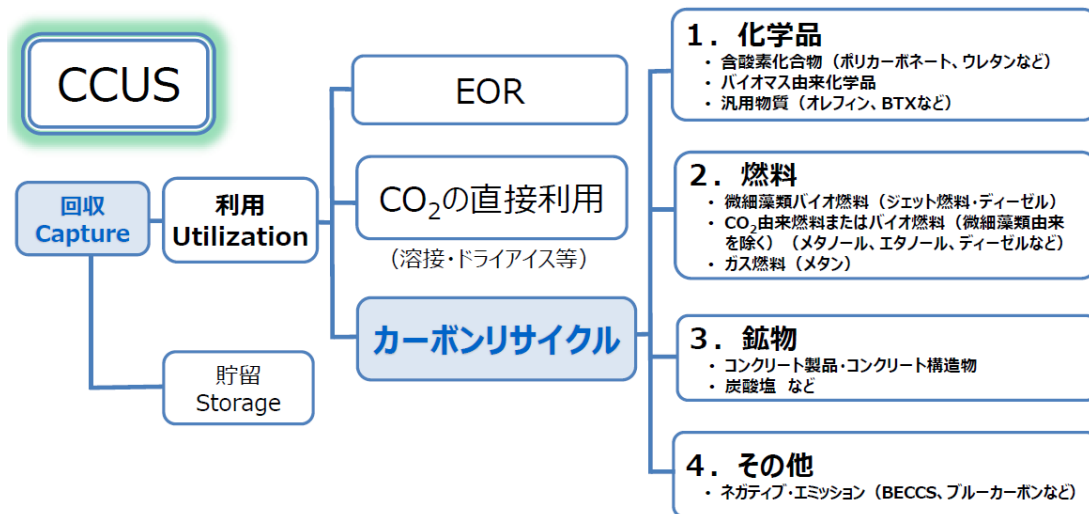 CCUS
回収
Capture
利用
Utilization
貯留
Storage
EOR
CO₂の直接利用
(溶接・ドライアイス等)
カーボンリサイクル
1. 化学品
・ 含酸素化合物（ポリカーボネート、ウレタンなど）
・ バイオマス由来化学品
・ 汎用物質（オレフィン、BTXなど）
2. 燃料
・ 微細藻類バイオ燃料（ジェット燃料・ディーゼル）
・ CO₂由来燃料またはバイオ燃料（微細藻類由来
を除く）（メタノール、エタノール、ディーゼルなど）
・ ガス燃料（メタン）
3. 鉱物
・ コンクリート製品・コンクリート構造物
・ 炭酸塩 など
4. その他
・ ネガティブ・エミッション（BECCS、ブルーカーボンなど）